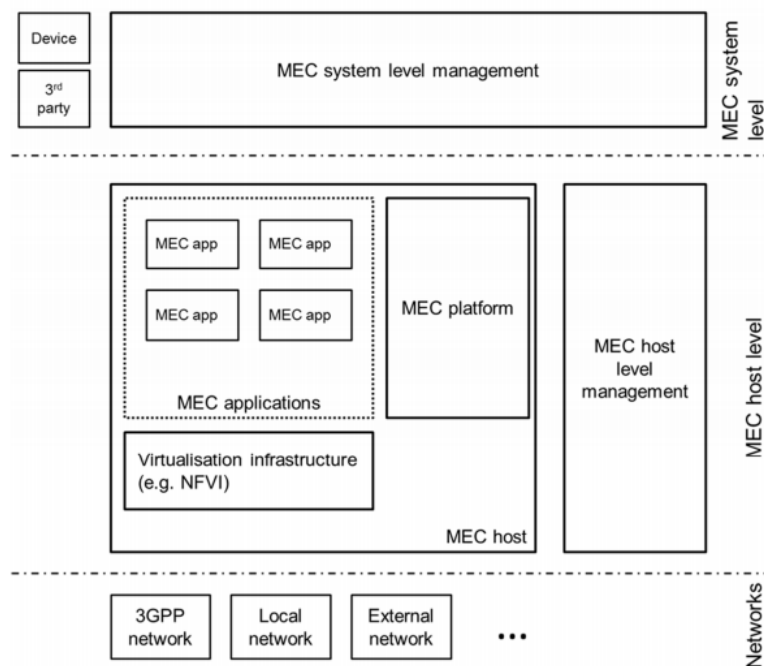 Device
3rd
party
MEC system level management
MEC system
level
MEC app
MEC app
MEC app
MEC app
MEC applications
MEC platform
Virtualisation infrastructure
(e.g. NFVI)
MEC host
MEC host
level
management
MEC host level
3GPP
network
Local
network
External
network
...
Networks